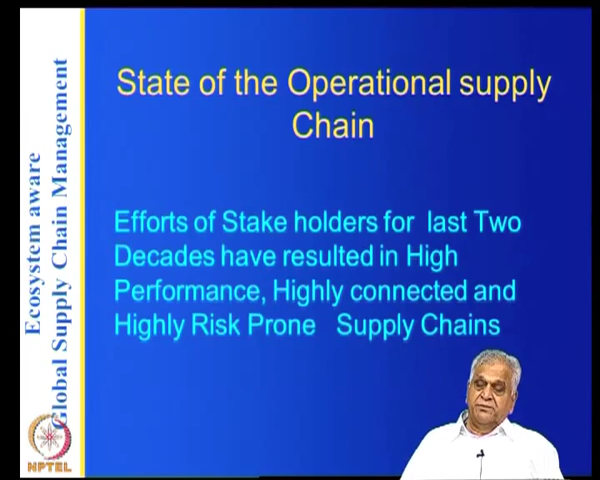 State of the Operational supply
Chain
Efforts of Stake holders for last Two
Decades have resulted in High
Performance, Highly connected and
Highly Risk Prone Supply Chains
Ecosystem aware
Global Supply Chain Management
NPTEL